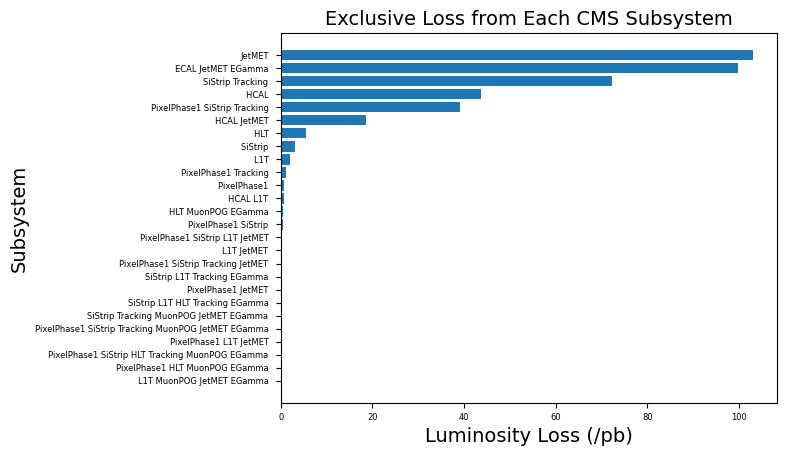 Exclusive Loss from Each CMS Subsystem
Subsystem
JetMET
ECAL JetMET EGamma
SiStrip Tracking
HCAL
PixelPhase1 SiStrip Tracking
HCAL JetMET
HLT
SiStrip
L1T
PixelPhase1 Tracking
PixelPhase1
HCAL L1T
HLT MuonPOG EGamma
PixelPhase1 SiStrip
PixelPhase1 SiStrip L1T JetMET
L1T JetMET
PixelPhase1 SiStrip Tracking JetMET
SiStrip L1T Tracking EGamma
PixelPhase1 JetMET
SiStrip L1T HLT Tracking EGamma
SiStrip Tracking MuonPOG JetMET EGamma
PixelPhase1 SiStrip Tracking MuonPOG JetMET EGamma
PixelPhase1 L1T JetMET
PixelPhase1 SiStrip HLT Tracking MuonPOG EGamma
PixelPhase1 HLT MuonPOG EGamma
L1T MuonPOG JetMET EGamma
0 20 40 60 80 100
Luminosity Loss (/pb)